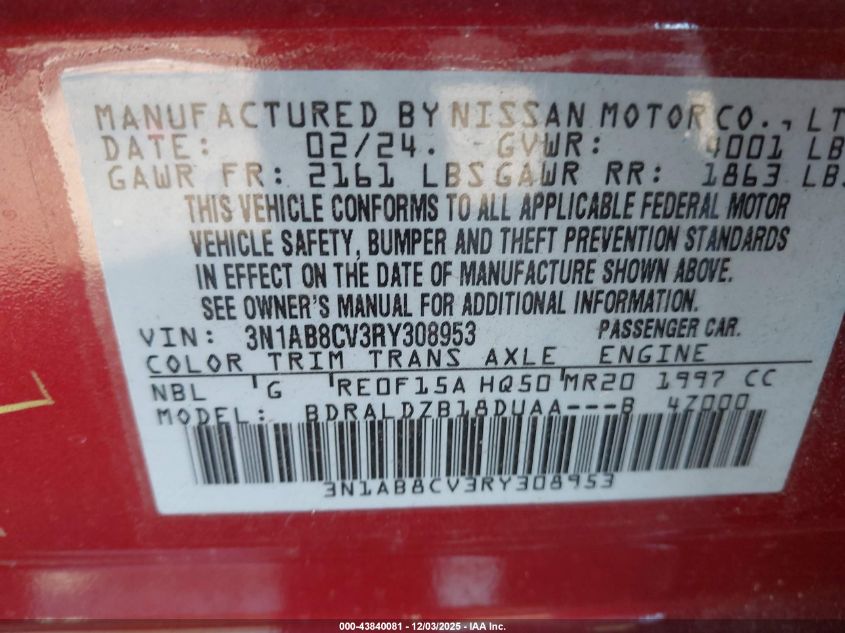 MANUFACTURED BY NISSAN MOTOR CO., LT
DATE: 02/24. GVWR: 4001 LB
GAWR FR: 2161 LBS GAWR RR: 1863 LBS
THIS VEHICLE CONFORMS TO ALL APPLICABLE FEDERAL MOTOR
VEHICLE SAFETY, BUMPER AND THEFT PREVENTION STANDARDS
IN EFFECT ON THE DATE OF MANUFACTURE SHOWN ABOVE.
SEE OWNER'S MANUAL FOR ADDITIONAL INFORMATION.
VIN: 3N1AB8CV3RY308953 PASSENGER CAR.
COLOR TRIM TRANS AXLE ENGINE
NBL G RE0F15A HQ50 MR20 1997 CC
MODEL: BDRALDZB18DUAA---B 4Z000
3N1AB8CV3RY308953
000-43840081 - 12/03/2025 - IAA Inc.